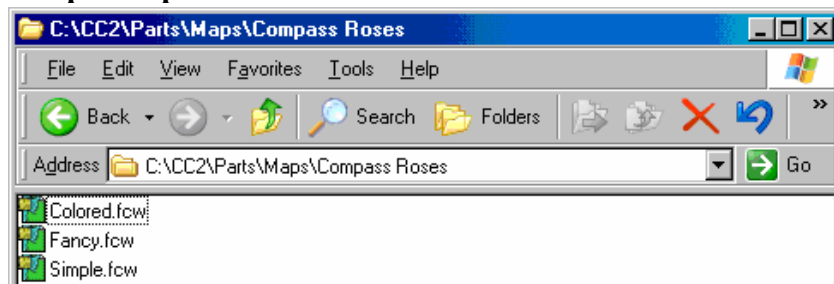 C:\CC2\Parts\Maps\Compass Roses
File Edit View Favorites Tools Help
Back Search Folders »
Address C:\CC2\Parts\Maps\Compass Roses Go
Colored.fcw
Fancy.fcw
Simple.fcw